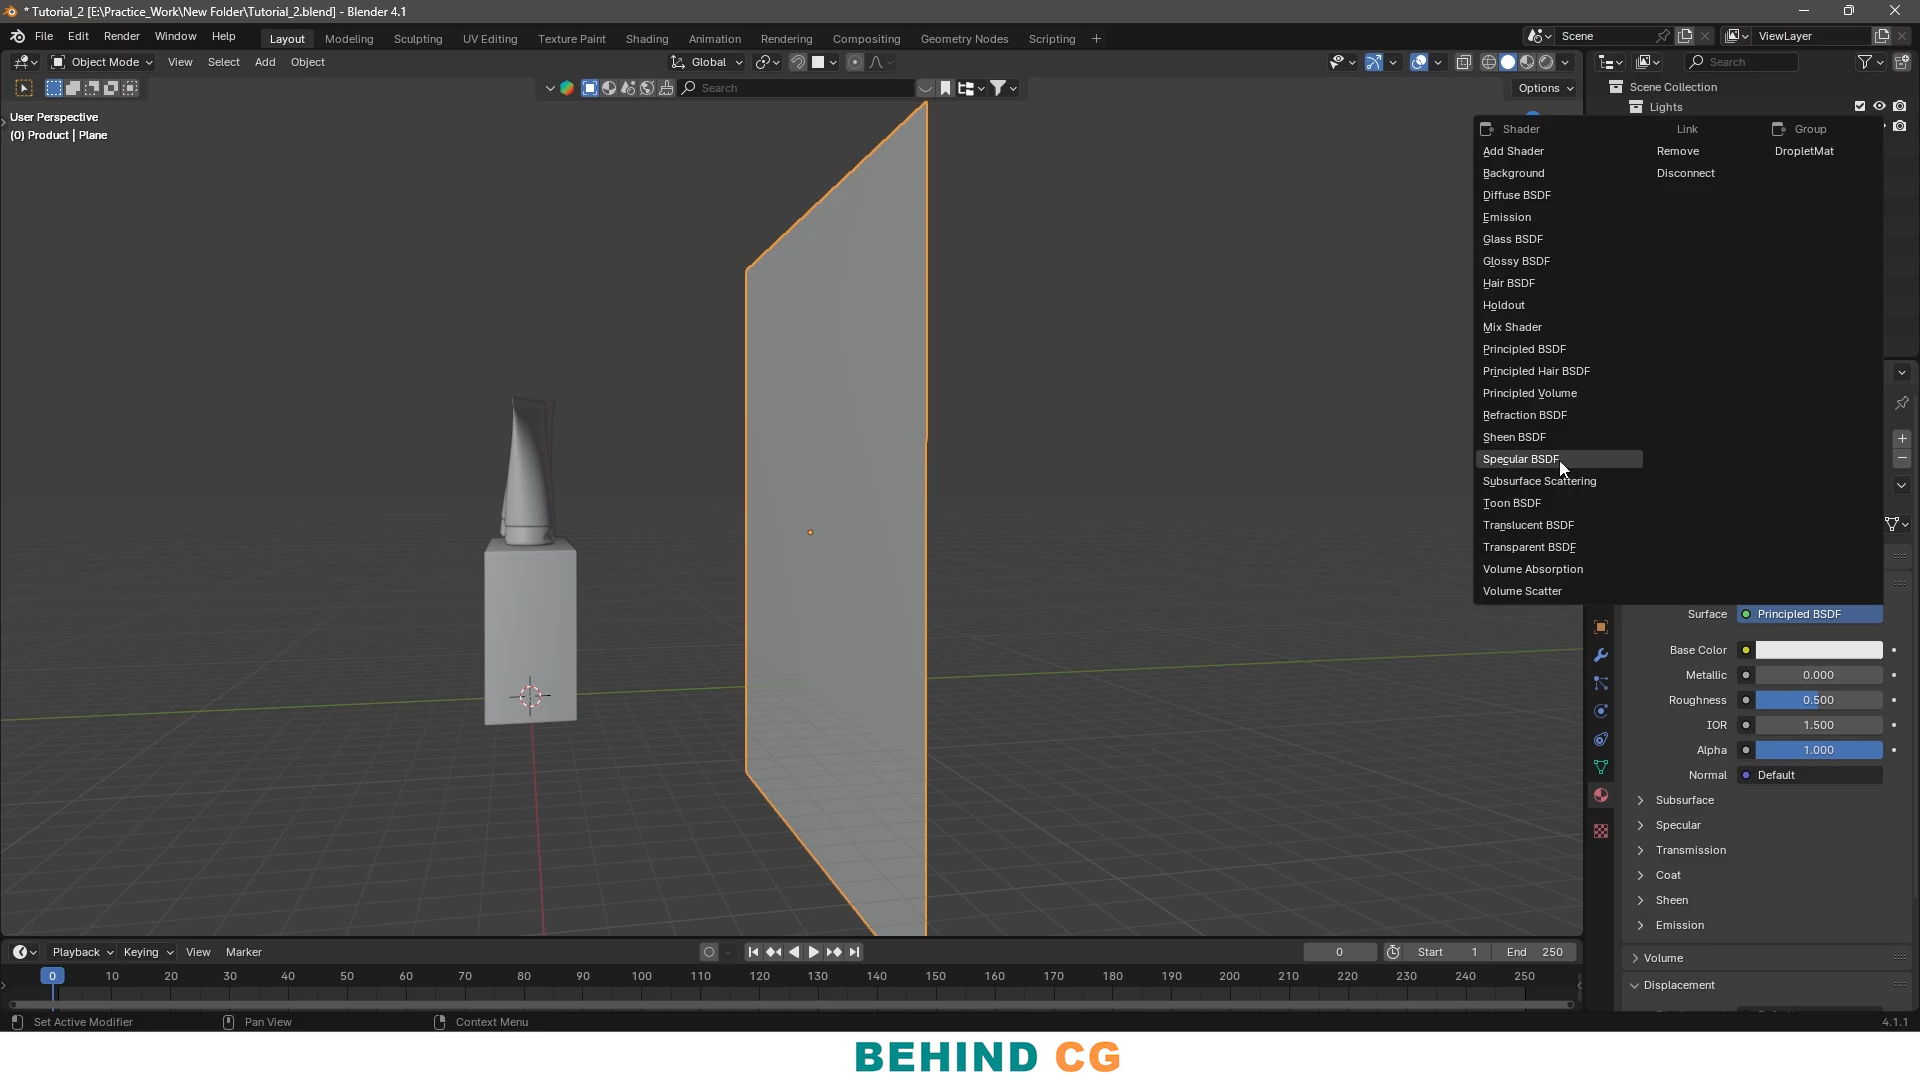 * Tutorial_2 [E:\Practice_Work\New Folder\Tutorial_2.blend] - Blender 4.1
File Edit Render Window Help Layout Modeling Sculpting UV Editing Texture Paint Shading Animation Rendering Compositing Geometry Nodes Scripting + Scene ViewLayer
Object Mode View Select Add Object Global Search
Search Options
Scene Collection
Lights
User Perspective
(0) Product | Plane
Shader Link Group
Add Shader Remove DropletMat
Background Disconnect
Diffuse BSDF
Emission
Glass BSDF
Glossy BSDF
Hair BSDF
Holdout
Mix Shader
Principled BSDF
Principled Hair BSDF
Principled Volume
Refraction BSDF
Sheen BSDF
Specular BSDF
Subsurface Scattering
Toon BSDF
Translucent BSDF
Transparent BSDF
Volume Absorption
Volume Scatter
Surface Principled BSDF
Base Color
Metallic 0.000
Roughness 0.500
IOR 1.500
Alpha 1.000
Normal Default
Subsurface
Specular
Transmission
Coat
Sheen
Emission
Volume
Displacement
Playback Keying View Marker 0 Start 1 End 250
0 10 20 30 40 50 60 70 80 90 100 110 120 130 140 150 160 170 180 190 200 210 220 230 240 250
Set Active Modifier Pan View Context Menu 4.1.1
BEHIND CG